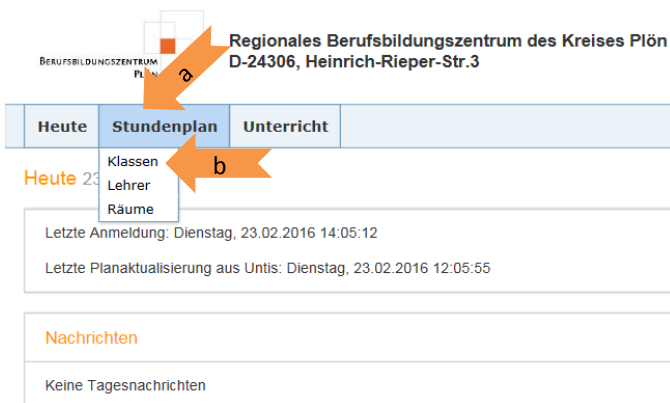 BERUFSBILDUNGSZENTRUM
Regionales Berufsbildungszentrum des Kreises Plön
D-24306, Heinrich-Rieper-Str.3
a
Heute Stundenplan Unterricht
Klassen
b
Heute 23
Lehrer
Räume
Letzte Anmeldung: Dienstag, 23.02.2016 14:05:12
Letzte Planaktualisierung aus Untis: Dienstag, 23.02.2016 12:05:55
Nachrichten
Keine Tagesnachrichten